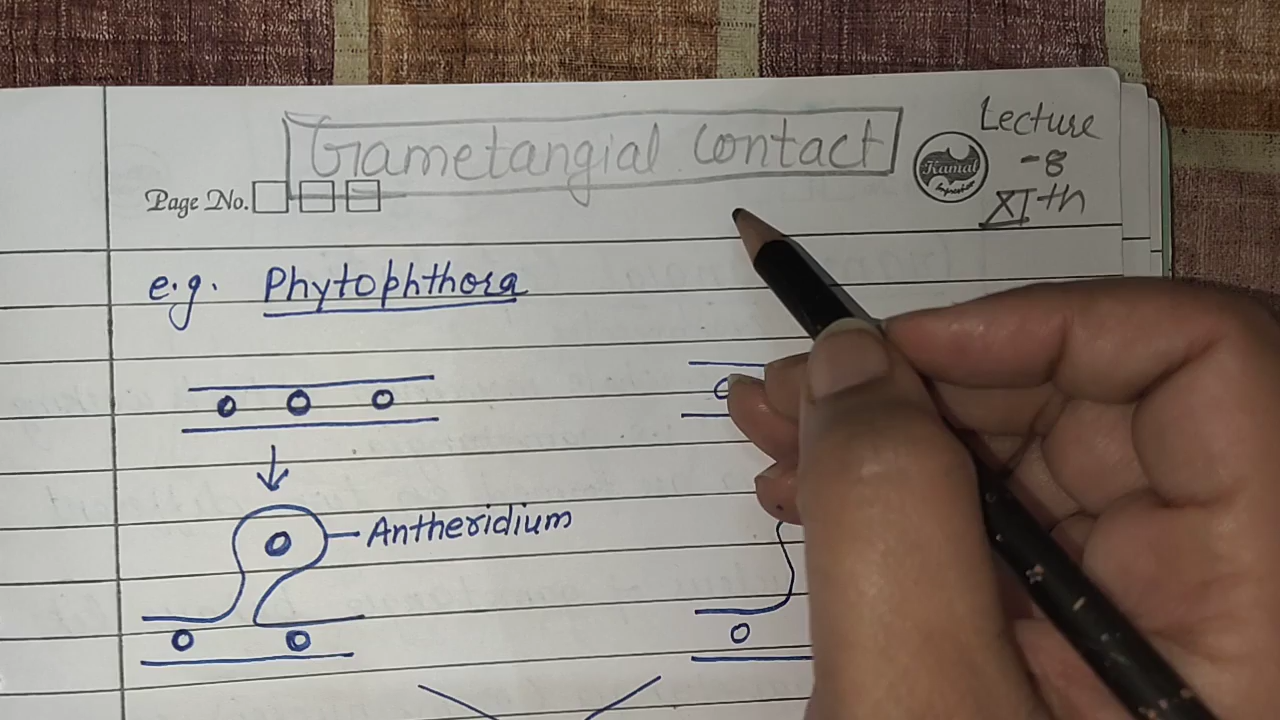 Gametangial Contact
Lecture
-8
XI-th
Kamal
Page No.
e.g. Phytophthora
Antheridium